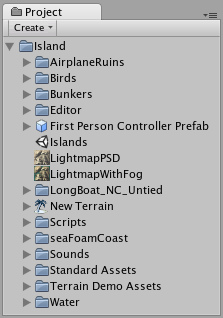 Project
Create
Island
AirplaneRuins
Birds
Bunkers
Editor
First Person Controller Prefab
Islands
LightmapPSD
LightmapWithFog
LongBoat_NC_Untied
New Terrain
Scripts
seaFoamCoast
Sounds
Standard Assets
Terrain Demo Assets
Water